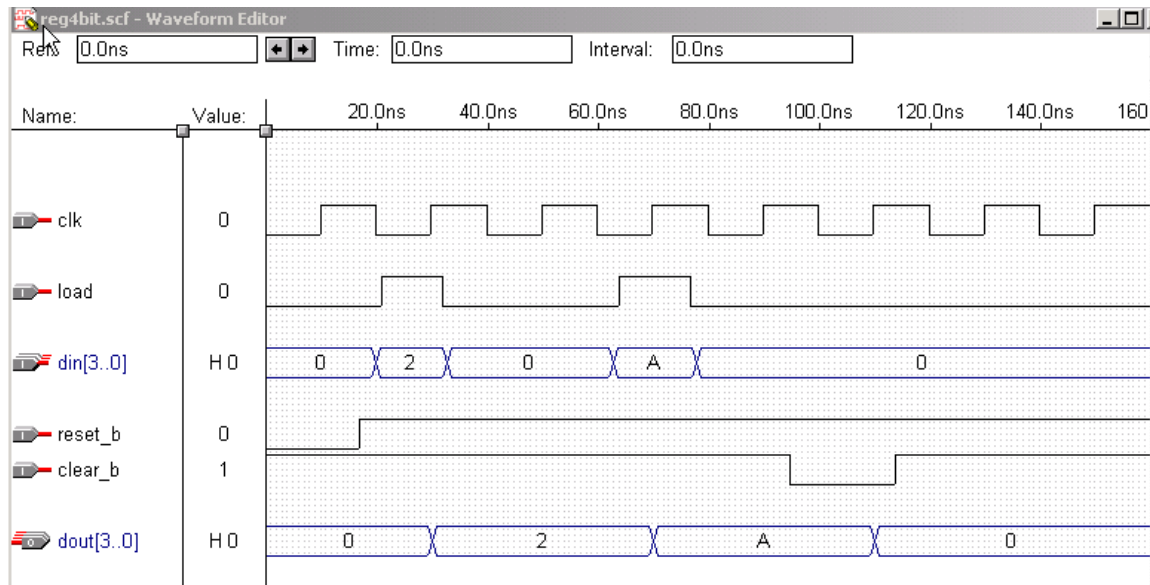 reg4bit.scf - Waveform Editor
Ref: 0.0ns Time: 0.0ns Interval: 0.0ns
Name: Value: 20.0ns 40.0ns 60.0ns 80.0ns 100.0ns 120.0ns 140.0ns 160
clk 0
load 0
din[3..0] H 0 0 2 0 A 0
reset_b 0
clear_b 1
dout[3..0] H 0 0 2 A 0